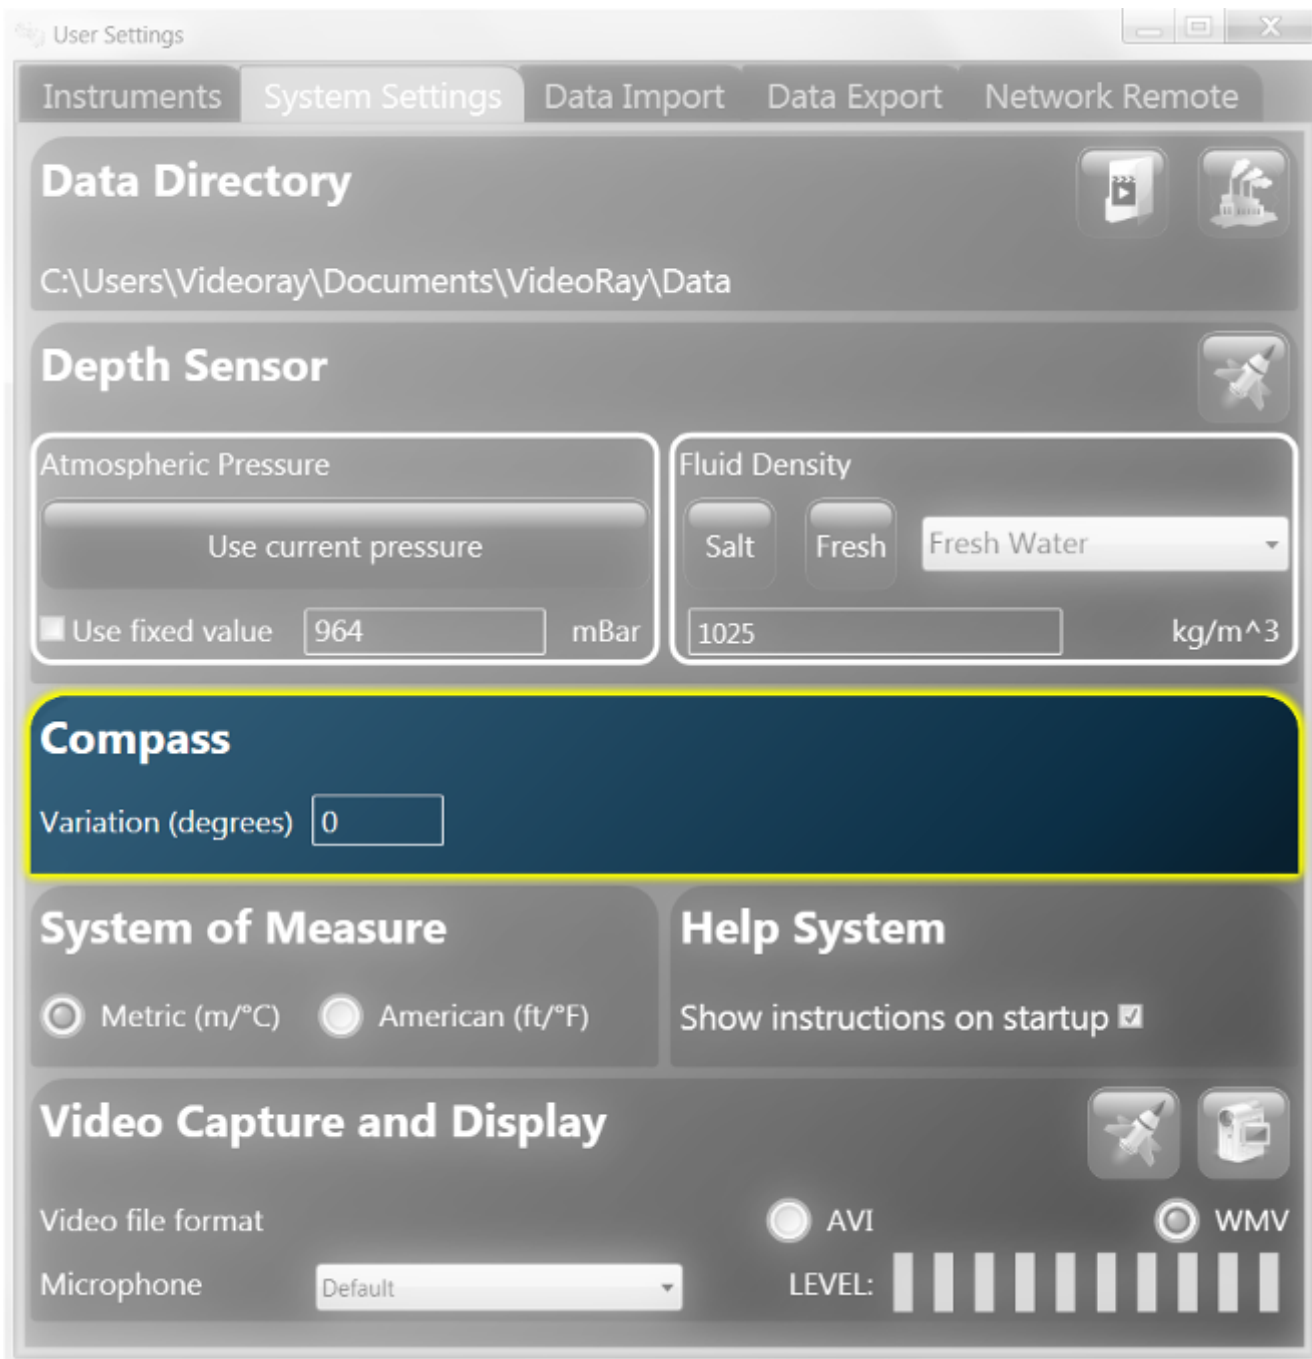 User Settings
Instruments System Settings Data Import Data Export Network Remote
Data Directory
C:\Users\Videoray\Documents\VideoRay\Data
Depth Sensor
Atmospheric Pressure
Use current pressure
Use fixed value 964 mBar
Fluid Density
Salt Fresh Fresh Water
1025 kg/m^3
Compass
Variation (degrees) 0
System of Measure
Metric (m/°C) American (ft/°F)
Help System
Show instructions on startup
Video Capture and Display
Video file format AVI WMV
Microphone Default LEVEL: